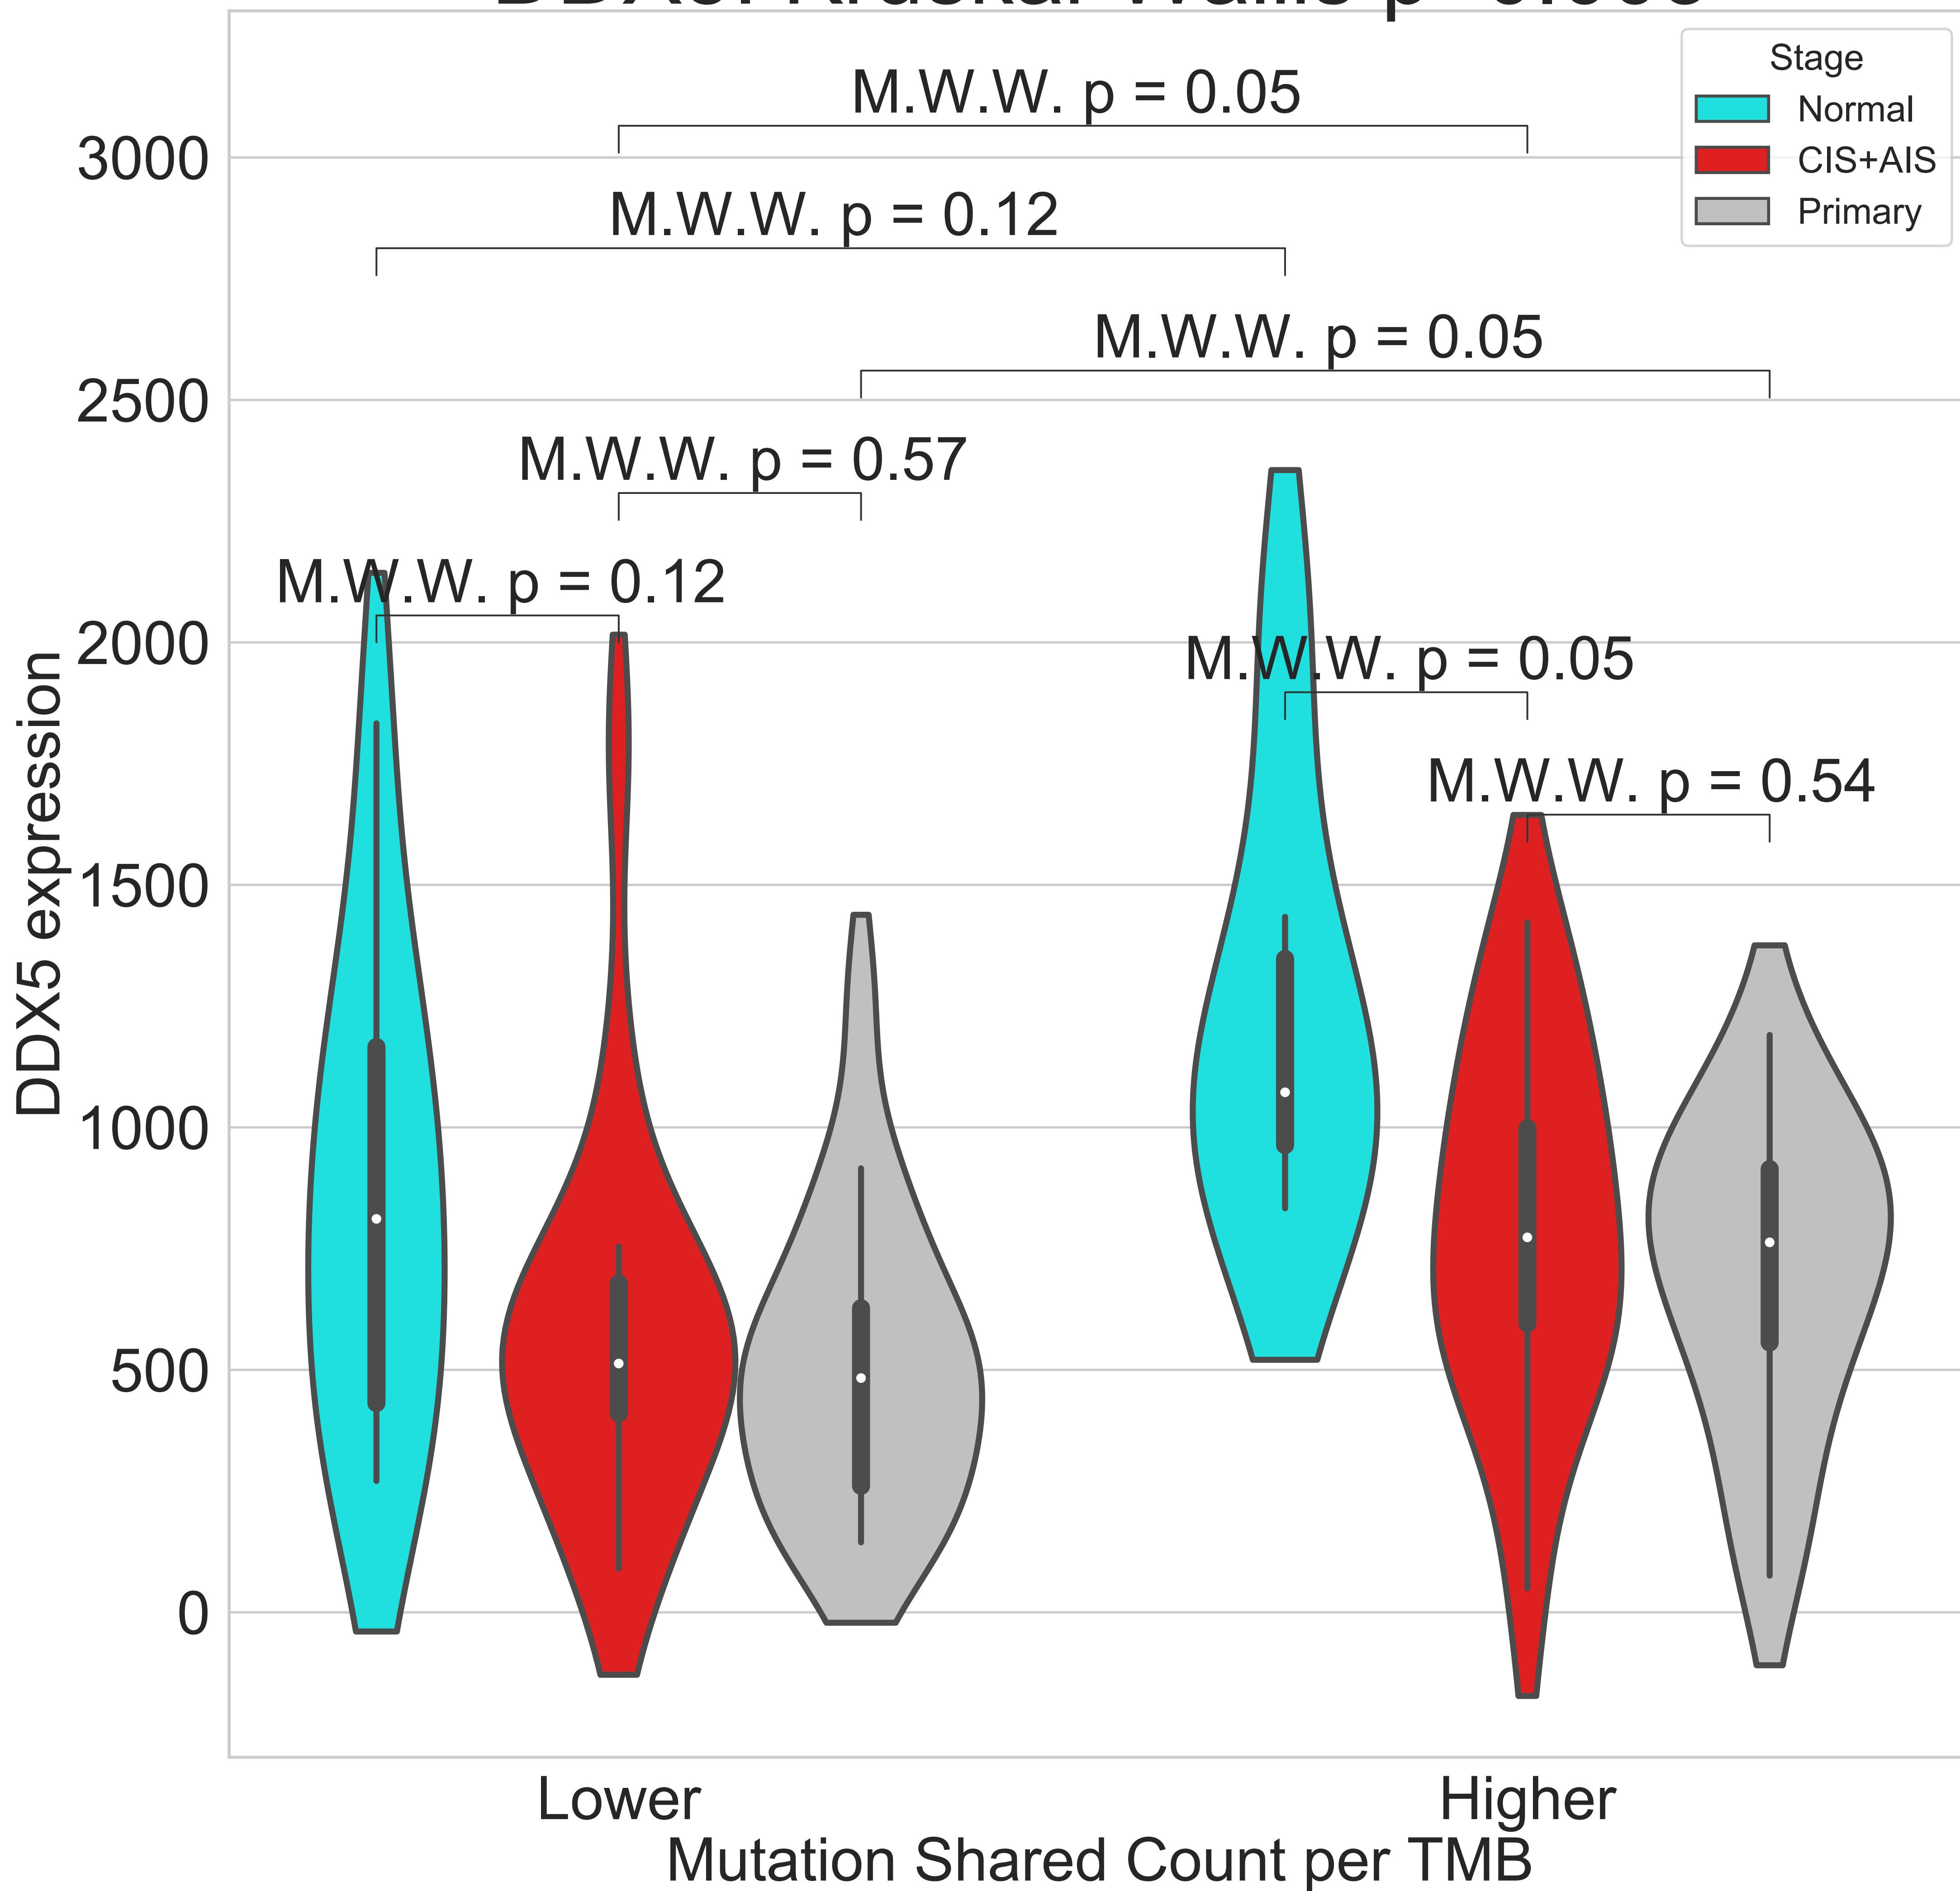 Stage
Normal
CIS+AIS
Primary
M.W.W. p = 0.05
3000
M.W.W. p = 0.12
M.W.W. p = 0.05
2500
M.W.W. p = 0.57
M.W.W. p = 0.12
2000
M.W.W. p = 0.05
M.W.W. p = 0.54
1500
DDX5 expression
1000
500
0
Lower
Higher
Mutation Shared Count per TMB